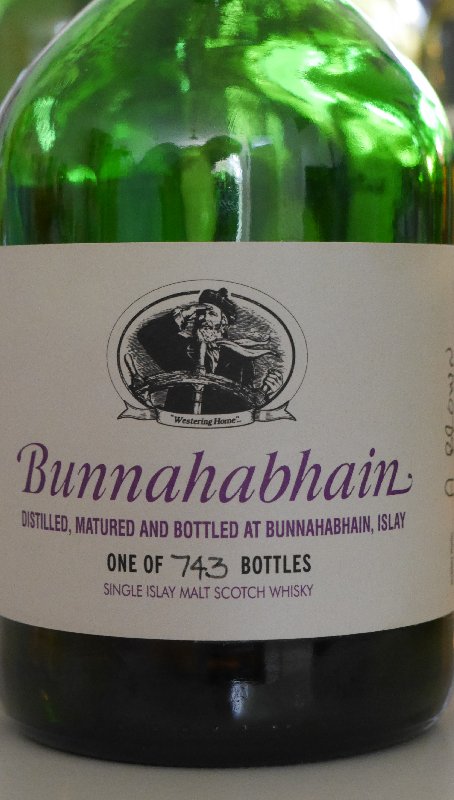 "Westering Home"...
Bunnahabhain
DISTILLED, MATURED AND BOTTLED AT BUNNAHABHAIN, ISLAY
ONE OF 743 BOTTLES
SINGLE ISLAY MALT SCOTCH WHISKY